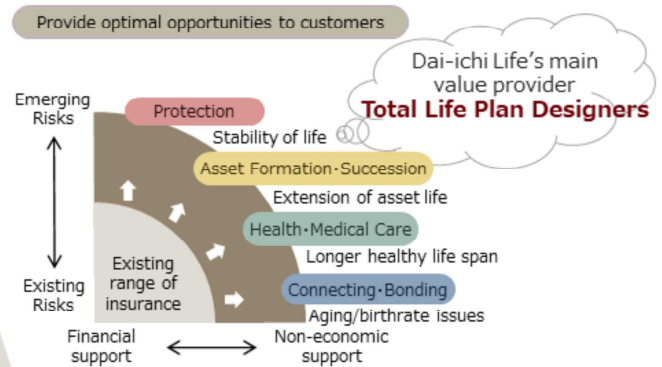 Provide optimal opportunities to customers
Dai-ichi Life's main
value provider
Total Life Plan Designers
Emerging
Risks
Protection
Stability of life
Asset Formation·Succession
Extension of asset life
Health·Medical Care
Longer healthy life span
Existing
range of
insurance
Connecting·Bonding
Existing
Risks
Aging/birthrate issues
Financial
support
Non-economic
support